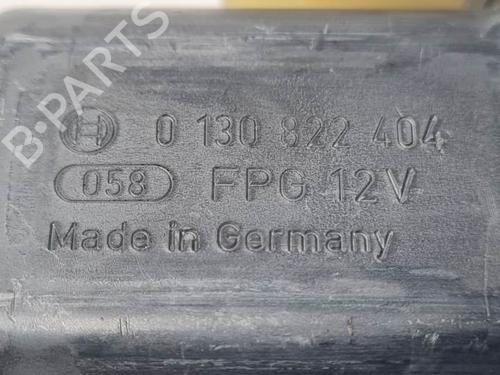 0 130 822 404
058 FPG 12V
Made in Germany
B-PARTS